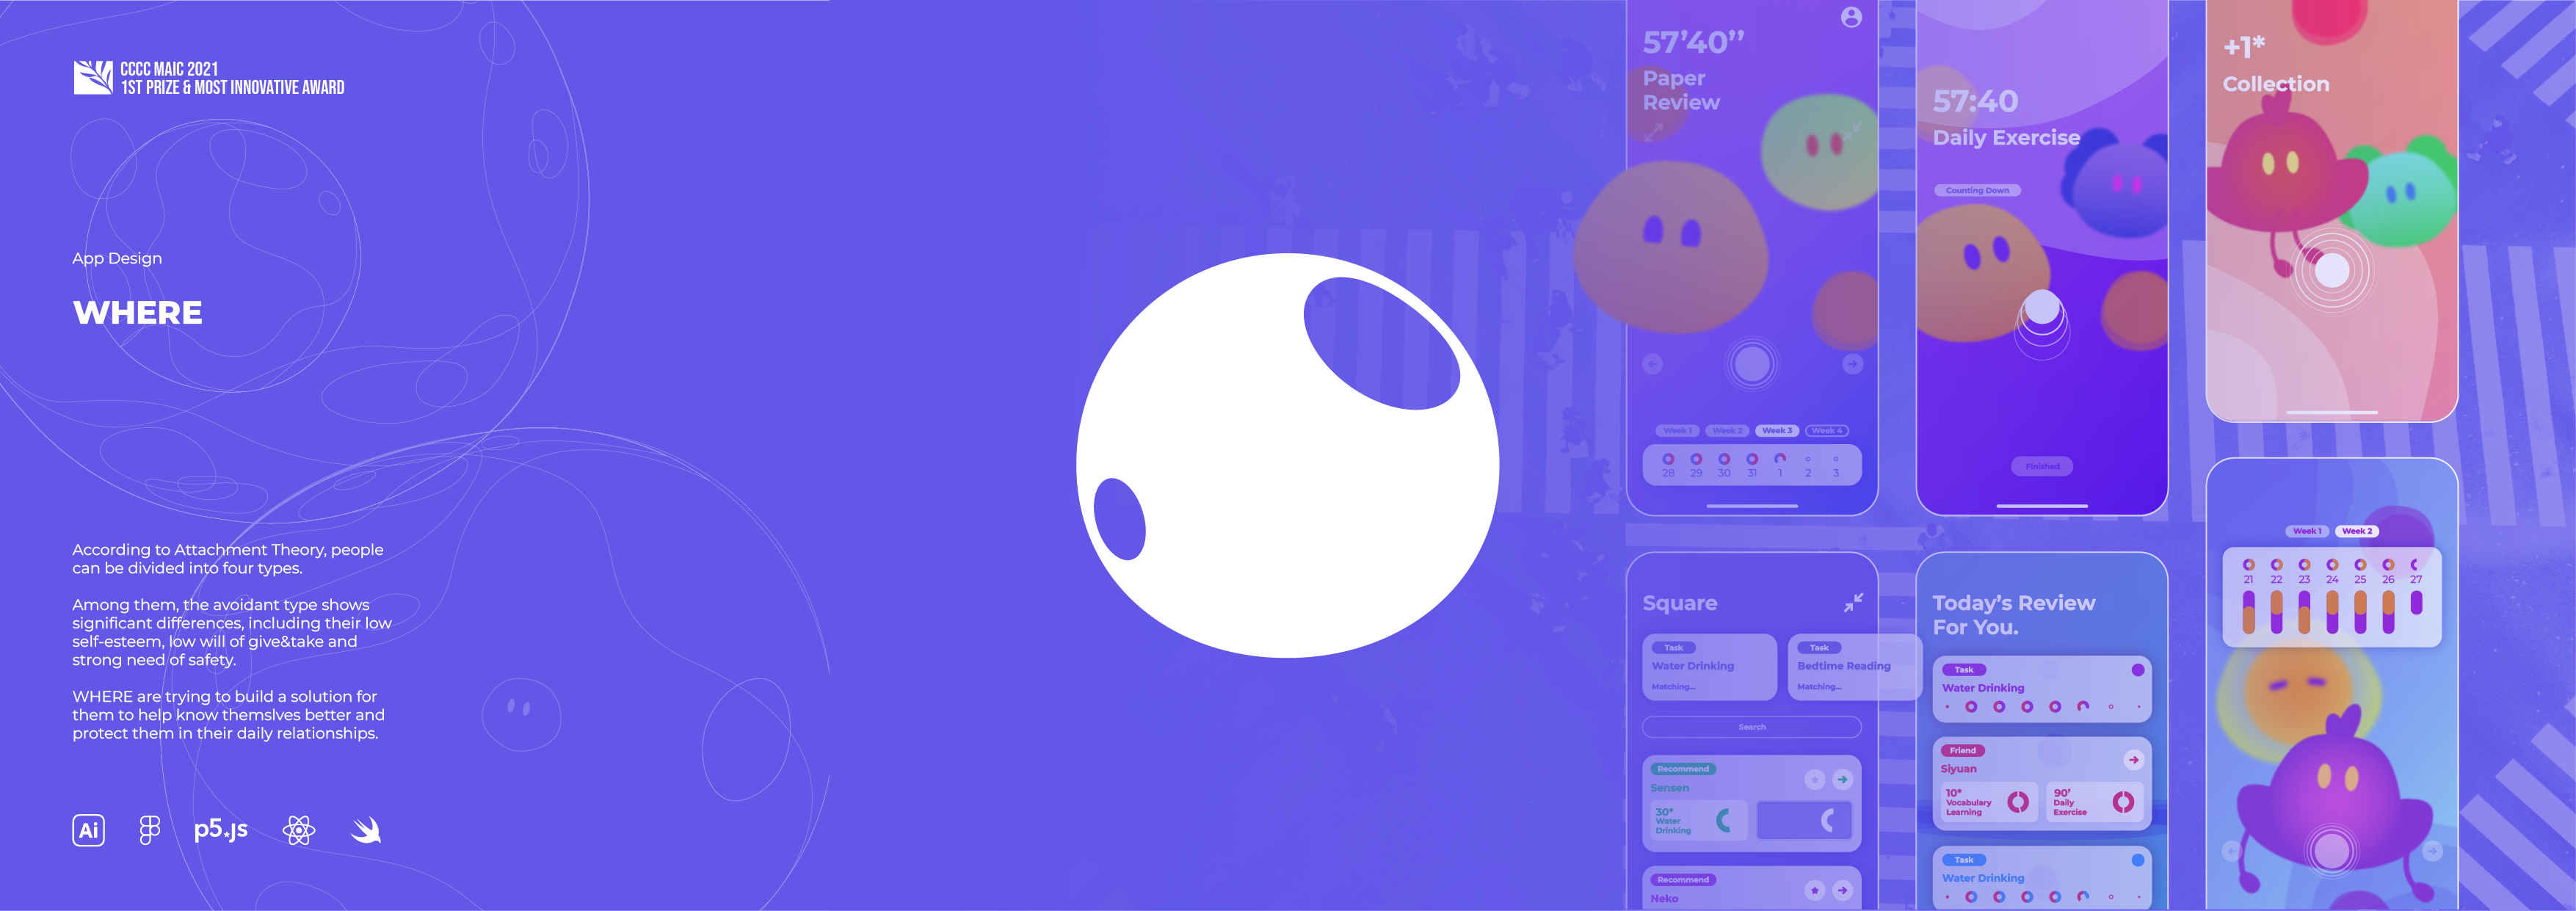 CCCC MAIC 2021
1ST PRIZE & MOST INNOVATIVE AWARD
App Design
WHERE
According to Attachment Theory, people
can be divided into four types.
Among them, the avoidant type shows
significant differences, including their low
self-esteem, low will of give&take and
strong need of safety.
WHERE are trying to build a solution for
them to help know themslves better and
protect them in their daily relationships.
Ai
p5*js
57’40’’
Paper
Review
Week 1 Week 2 Week 3 Week 4
28 29 30 31 1 2 3
Square
Task
Water Drinking
Matching...
Task
Bedtime Reading
Matching...
Search
Recommend
Sensen
30*
Water
Drinking
Recommend
Neko
57:40
Daily Exercise
Counting Down
Finished
Today’s Review
For You.
Task
Water Drinking
Friend
Siyuan
10*
Vocabulary
Learning
90’
Daily
Exercise
Task
Water Drinking
+1*
Collection
Week 1 Week 2
21 22 23 24 25 26 27